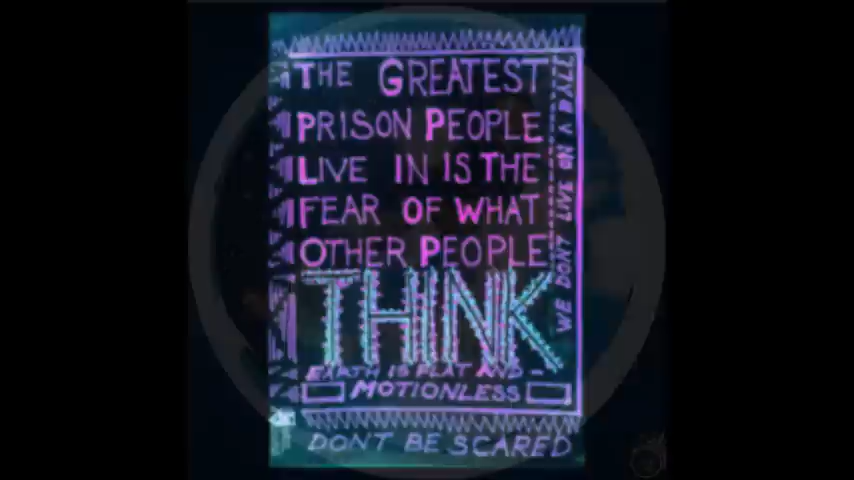 THE GREATEST
PRISON PEOPLE
LIVE IN IS THE
FEAR OF WHAT
OTHER PEOPLE
THINK
EARTH IS FLAT AND -
MOTIONLESS
DONT BE SCARED
WE DONT LIVE ON A BALL